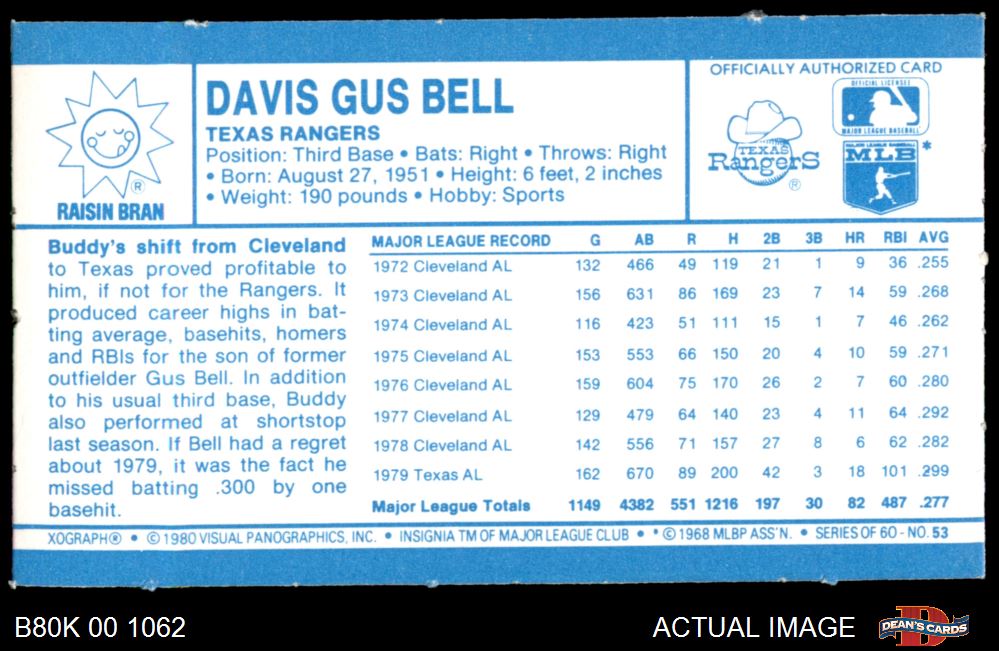 RAISIN BRAN
®
DAVIS GUS BELL
TEXAS RANGERS
Position: Third Base • Bats: Right • Throws: Right
• Born: August 27, 1951 • Height: 6 feet, 2 inches
• Weight: 190 pounds • Hobby: Sports
OFFICIALLY AUTHORIZED CARD
TEXAS
RangerS
®
OFFICIAL LICENSEE
MAJOR LEAGUE BASEBALL
MAJOR LEAGUE BASEBALL
MLB *
Buddy's shift from Cleveland
to Texas proved profitable to
him, if not for the Rangers. It
produced career highs in bat-
ting average, basehits, homers
and RBIs for the son of former
outfielder Gus Bell. In addition
to his usual third base, Buddy
also performed at shortstop
last season. If Bell had a regret
about 1979, it was the fact he
missed batting .300 by one
basehit.
MAJOR LEAGUE RECORD G AB R H 2B 3B HR RBI AVG
1972 Cleveland AL 132 466 49 119 21 1 9 36 .255
1973 Cleveland AL 156 631 86 169 23 7 14 59 .268
1974 Cleveland AL 116 423 51 111 15 1 7 46 .262
1975 Cleveland AL 153 553 66 150 20 4 10 59 .271
1976 Cleveland AL 159 604 75 170 26 2 7 60 .280
1977 Cleveland AL 129 479 64 140 23 4 11 64 .292
1978 Cleveland AL 142 556 71 157 27 8 6 62 .282
1979 Texas AL 162 670 89 200 42 3 18 101 .299
Major League Totals 1149 4382 551 1216 197 30 82 487 .277
XOGRAPH® • © 1980 VISUAL PANOGRAPHICS, INC. • INSIGNIA TM OF MAJOR LEAGUE CLUB • * © 1968 MLBP ASS'N. • SERIES OF 60 - NO. 53
B80K 00 1062
ACTUAL IMAGE
D
DEAN'S CARDS